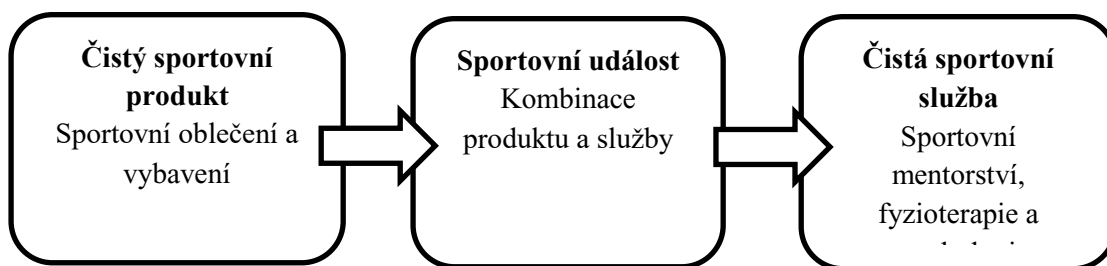 Čistý sportovní
produkt
Sportovní oblečení a
vybavení
Sportovní událost
Kombinace
produktu a služby
Čistá sportovní
služba
Sportovní
mentorství,
fyzioterapie a